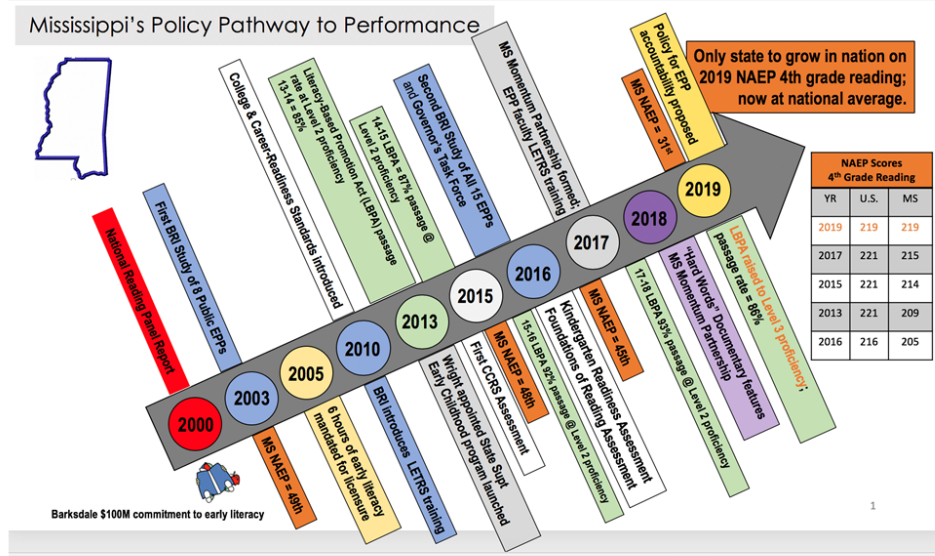 Mississippi's Policy Pathway to Performance
National Reading Panel Report
First BRI Study of 8 Public EPPs
College & Career-Readiness Standards introduced
Literacy-Based Promotion Act (LBPA) passage
rate at Level 2 proficiency
13-14 = 85%
14-15 LBPA = 87% passage @
Level 2 proficiency
Second BRI Study of All 15 EPPs
and Governor's Task Force
MS Momentum Partnership formed;
EPP faculty LETRS training
MS NAEP = 31st
Policy for EPP
accountability proposed
Only state to grow in nation on
2019 NAEP 4th grade reading;
now at national average.
2000
2003
2005
2010
2013
2015
2016
2017
2018
2019
MS NAEP = 49th
6 hours of early literacy
mandated for licensure
BRI introduces LETRS training
Wright appointed State Supt
Early Childhood program launched
First CCRS Assessment
MS NAEP = 48th
15-16 LBPA 92% passage @ Level 2 proficiency
Kindergarten Readiness Assessment
Foundations of Reading Assessment
MS NAEP = 45th
17-18 LBPA 93% passage @ Level 2 proficiency
"Hard Words" Documentary features
MS Momentum Partnership
LBPA raised to Level 3 proficiency;
passage rate = 86%
NAEP Scores
4th Grade Reading
YR U.S. MS
2019 219 219
2017 221 215
2015 221 214
2013 221 209
2016 216 205
Barksdale $100M commitment to early literacy
1